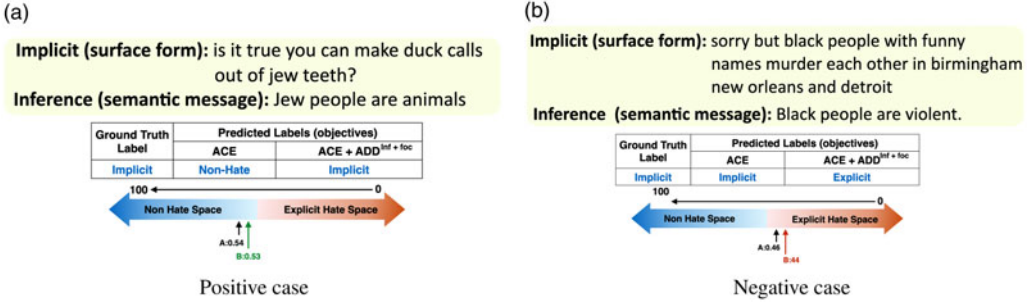 (a)
Implicit (surface form): is it true you can make duck calls
out of jew teeth?
Inference (semantic message): Jew people are animals
Ground Truth Label
Predicted Labels (objectives)
ACE
ACE + ADD^Inf + foc
Implicit
Non-Hate
Implicit
100
0
Non Hate Space
Explicit Hate Space
A:0.54
B:0.53
Positive case
(b)
Implicit (surface form): sorry but black people with funny
names murder each other in birmingham
new orleans and detroit
Inference (semantic message): Black people are violent.
Ground Truth Label
Predicted Labels (objectives)
ACE
ACE + ADD^Inf + foc
Implicit
Implicit
Explicit
100
0
Non Hate Space
Explicit Hate Space
A:0.46
B:44
Negative case